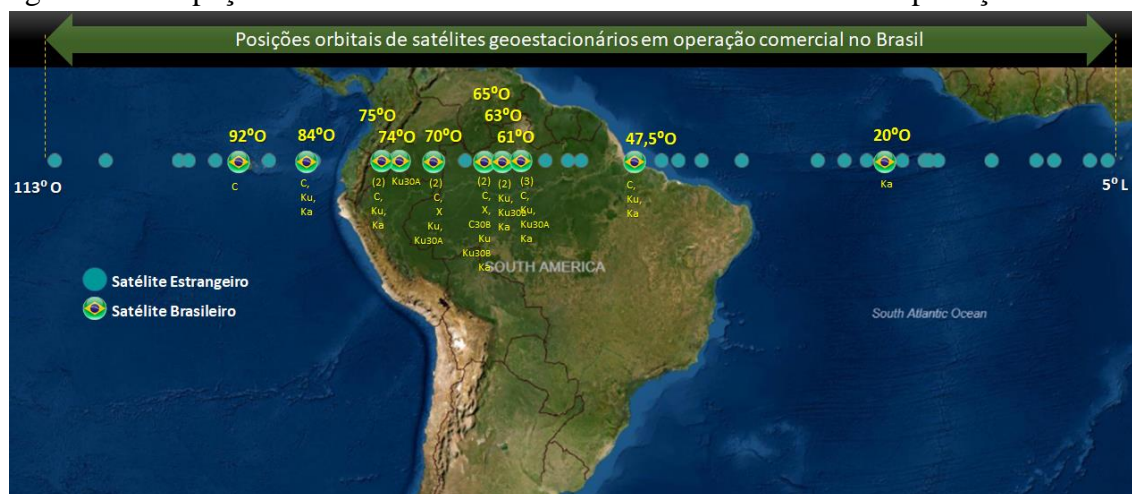 Posições orbitais de satélites geoestacionários em operação comercial no Brasil
65ºO
75ºO
63ºO
92ºO
84ºO
74ºO
70ºO
61ºO
47,5ºO
20ºO
113º O
5º L
C
C,
Ku,
Ka
(2)
C,
Ku,
Ka
Ku30A
(2)
C,
X
Ku,
Ku30A
(2)
C,
X,
C30B
Ku
Ku30B
Ka
(2)
Ku,
Ku30B
Ka
(3)
C,
Ku,
Ku30A
Ka
C,
Ku,
Ka
Ka
SOUTH AMERICA
Satélite Estrangeiro
Satélite Brasileiro
South Atlantic Ocean